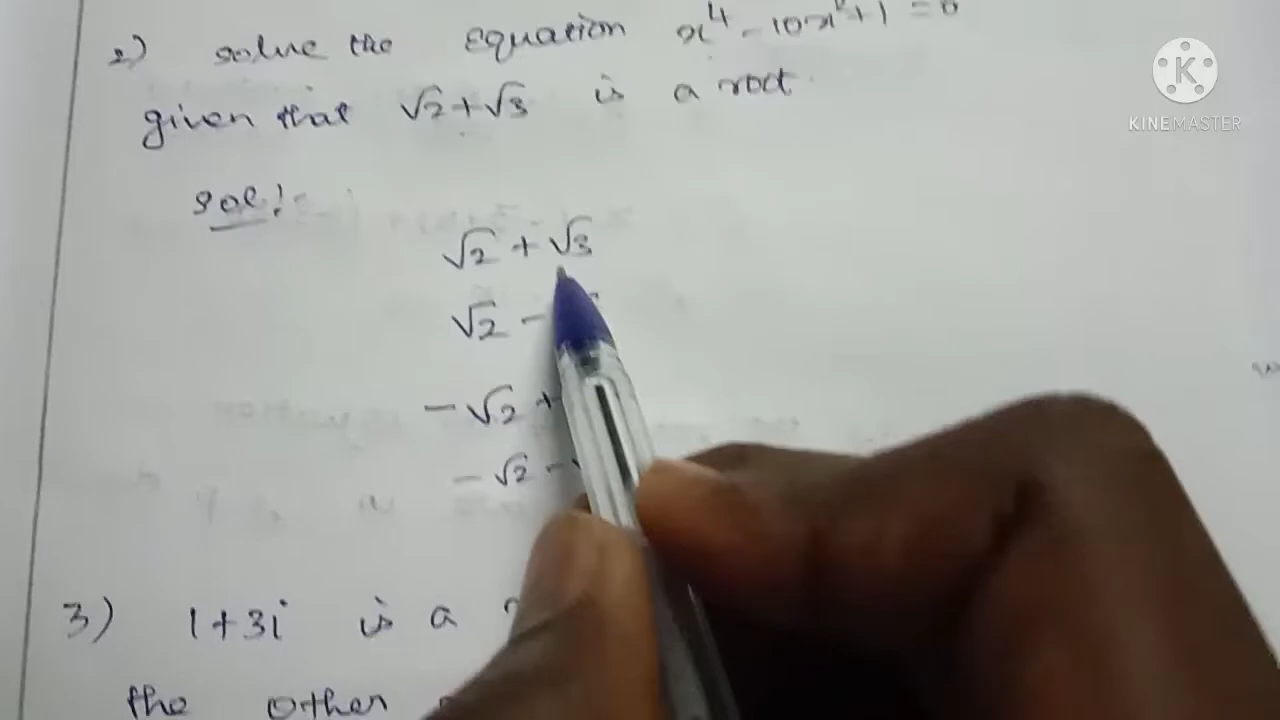 2) solve the Equation x⁴ - 10x²+1 = 0
given that √2+√3 is a root.
Sol:
√2 + √3
√2 -
- √2 +
- √2 -
3) 1+3i is a
the other
K
KINEMASTER